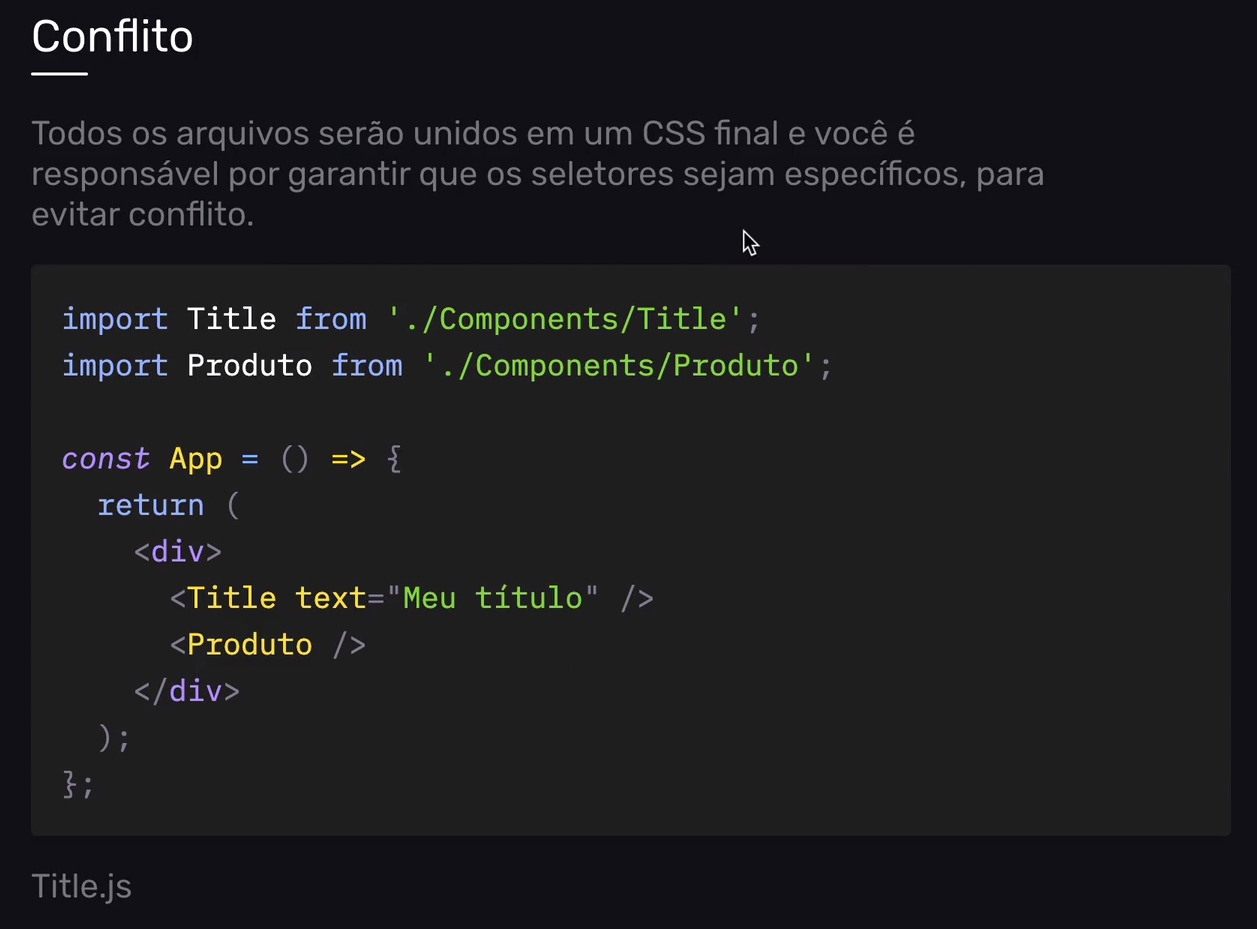 Conflito
Todos os arquivos serão unidos em um CSS final e você é
responsável por garantir que os seletores sejam específicos, para
evitar conflito.
import Title from './Components/Title';
import Produto from './Components/Produto';
const App = () => {
  return (
    <div>
      <Title text="Meu título" />
      <Produto />
    </div>
  );
};
Title.js